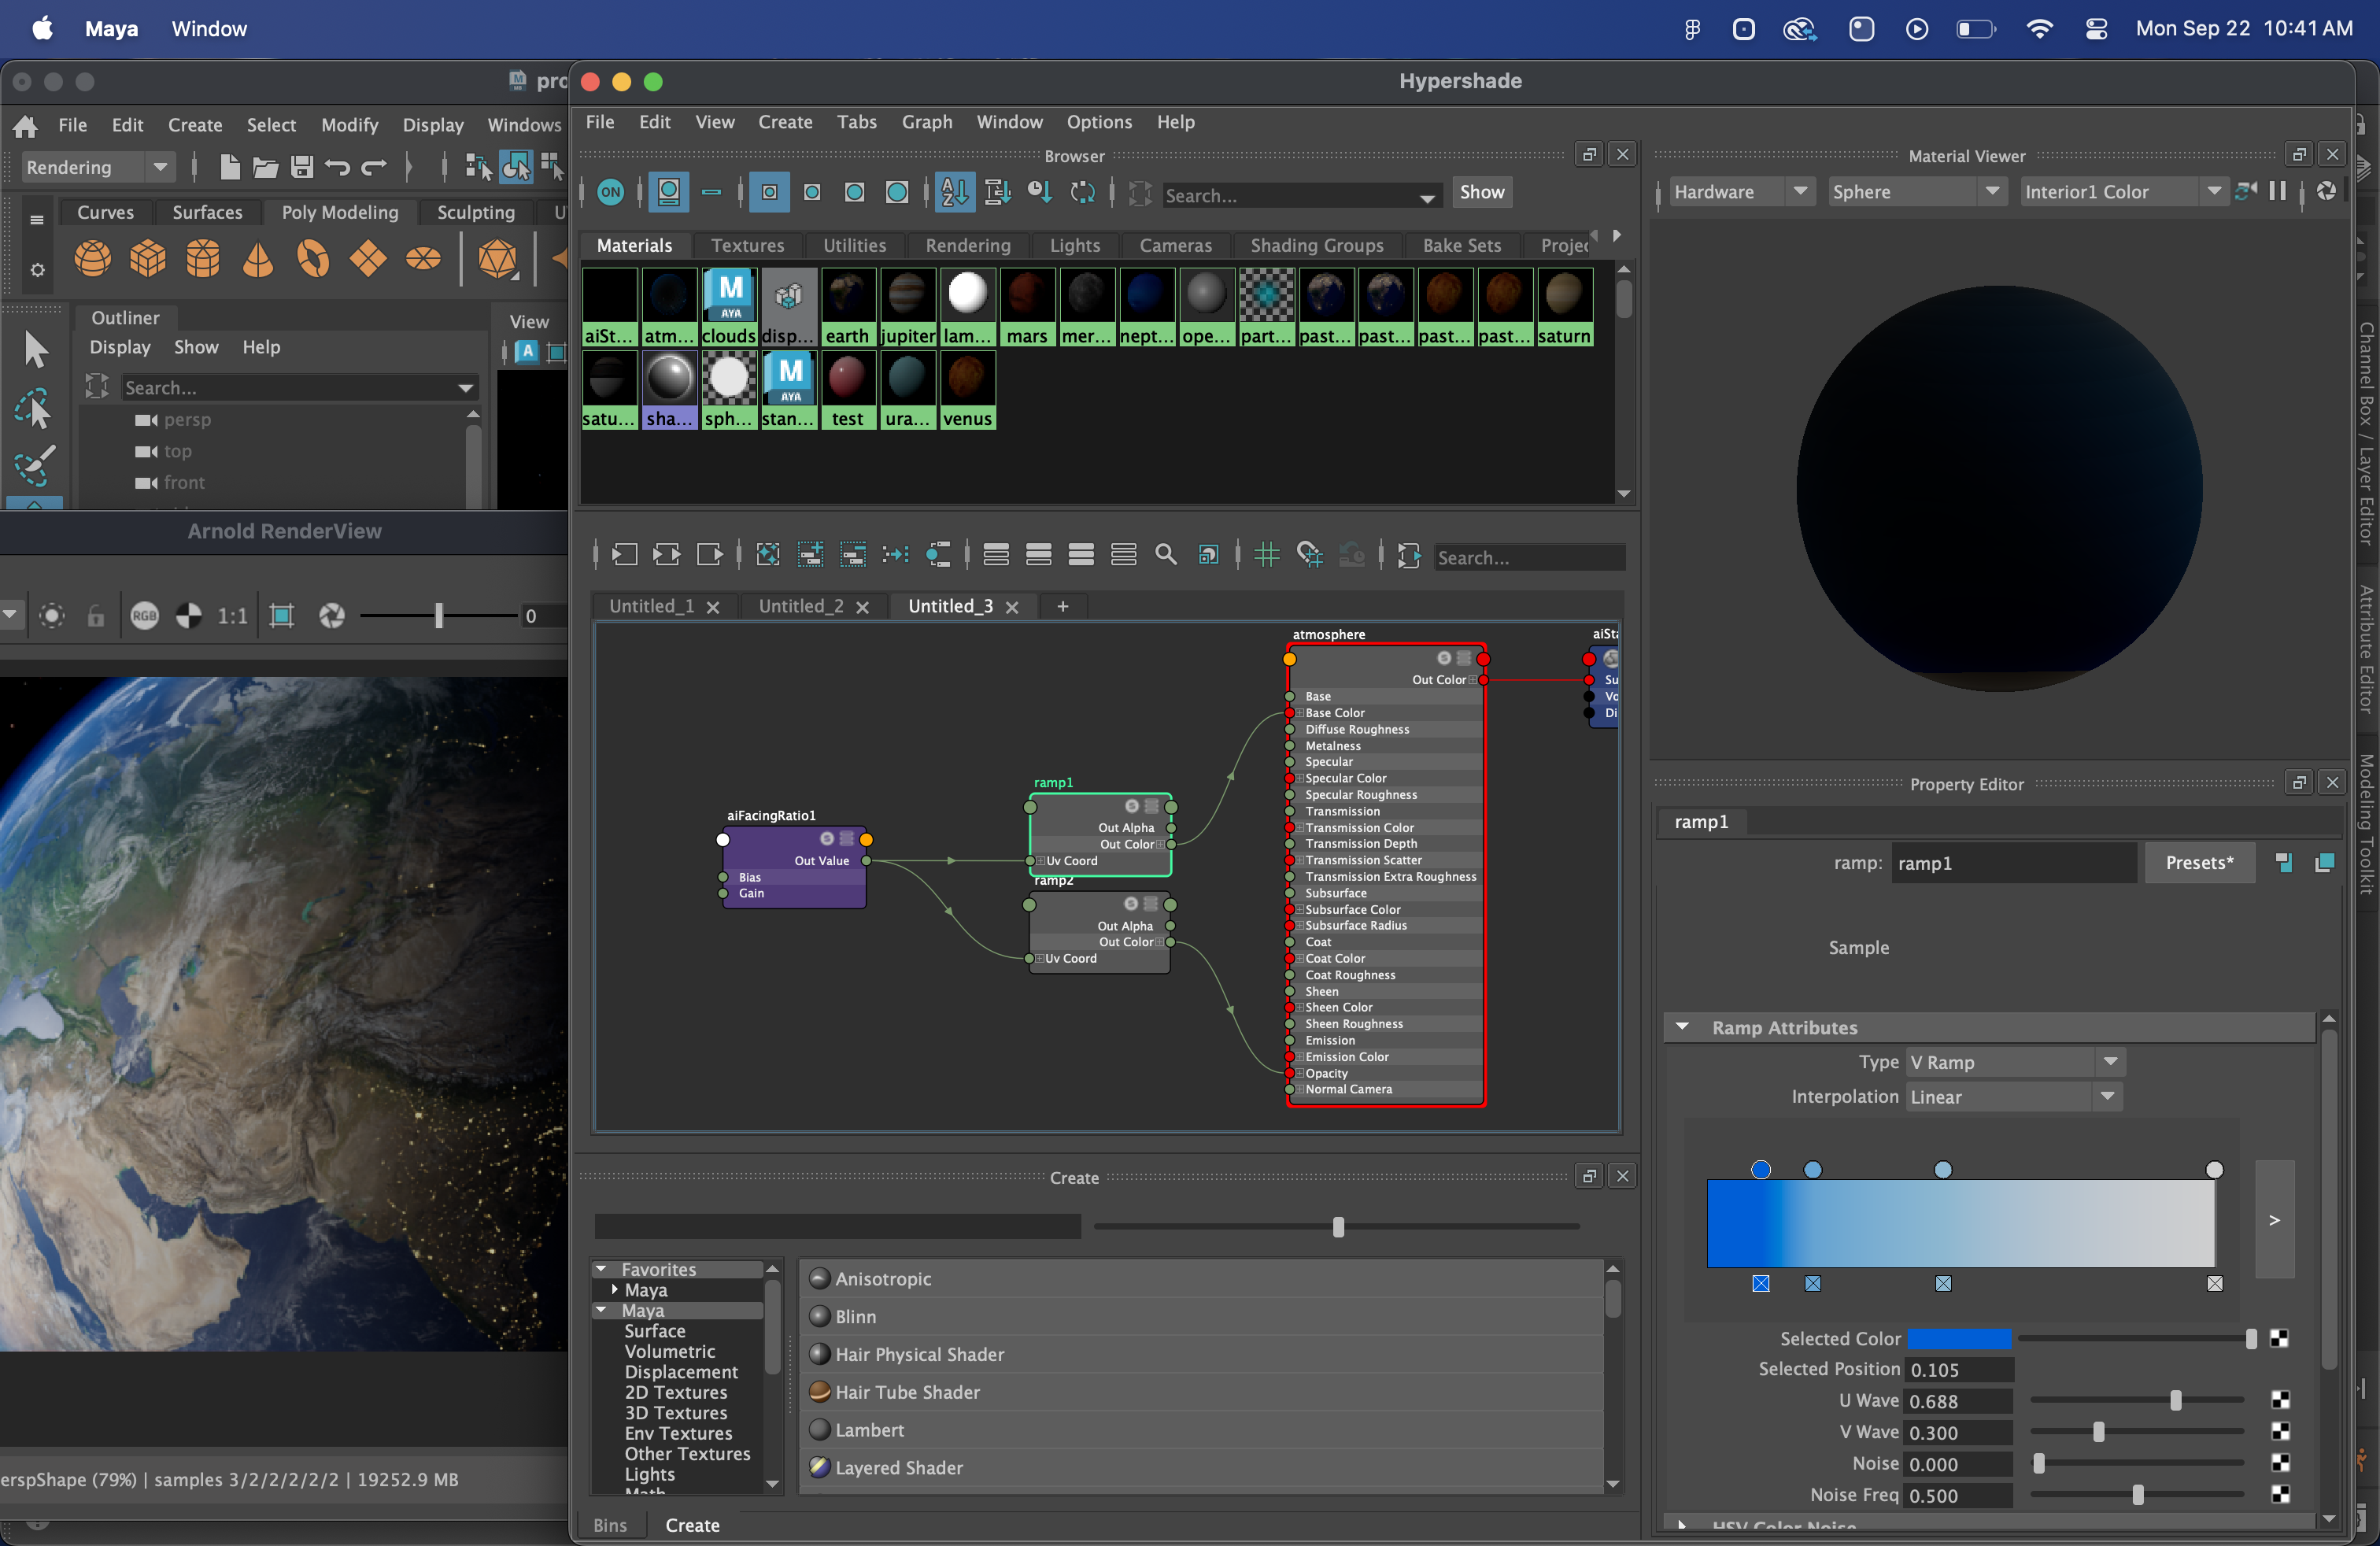 Maya Window
Mon Sep 22 10:41 AM
pro
Hypershade
File Edit Create Select Modify Display Windows
Rendering
Curves Surfaces Poly Modeling Sculpting
Outliner
Display Show Help
Search...
persp
top
front
View
Arnold RenderView
RGB
1:1
0
erspShape (79%) | samples 3/2/2/2/2/2 | 19252.9 MB
File Edit View Create Tabs Graph Window Options Help
Browser
ON
Search...
Show
Materials Textures Utilities Rendering Lights Cameras Shading Groups Bake Sets Projec
M
AYA
aiSt... atm... clouds disp... earth jupiter lam... mars mer... nept... ope... part... past... past... past... past... saturn
M
AYA
satu... sha... sph... stan... test ura... venus
Search...
Untitled_1 Untitled_2 Untitled_3 +
aiFacingRatio1
Out Value
Bias
Gain
ramp1
Out Alpha
Out Color
Uv Coord
ramp2
Out Alpha
Out Color
Uv Coord
atmosphere
Out Color
Base
Base Color
Diffuse Roughness
Metalness
Specular
Specular Color
Specular Roughness
Transmission
Transmission Color
Transmission Depth
Transmission Scatter
Transmission Extra Roughness
Subsurface
Subsurface Color
Subsurface Radius
Coat
Coat Color
Coat Roughness
Sheen
Sheen Color
Sheen Roughness
Emission
Emission Color
Opacity
Normal Camera
aiSta
Su
Vo
Di
Create
Favorites
Maya
Maya
Surface
Volumetric
Displacement
2D Textures
3D Textures
Env Textures
Other Textures
Lights
Math
Anisotropic
Blinn
Hair Physical Shader
Hair Tube Shader
Lambert
Layered Shader
Bins Create
Material Viewer
Hardware Sphere Interior1 Color
Property Editor
ramp1
ramp: ramp1 Presets*
Sample
Ramp Attributes
Type V Ramp
Interpolation Linear
>
Selected Color
Selected Position 0.105
U Wave 0.688
V Wave 0.300
Noise 0.000
Noise Freq 0.500
HSV Color Noise
Channel Box / Layer Editor
Attribute Editor
Modeling Toolkit